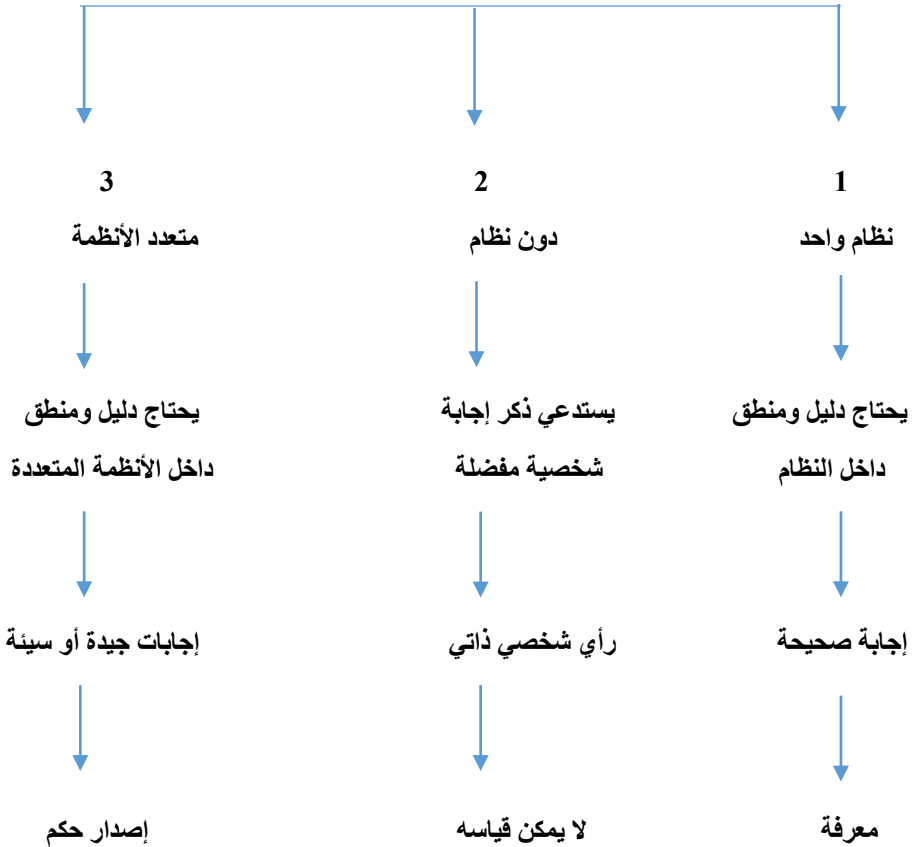 1
نظام واحد
يحتاج دليل ومنطق
داخل النظام
إجابة صحيحة
معرفة
2
دون نظام
يستدعي ذكر إجابة
شخصية مفضلة
رأي شخصي ذاتي
لا يمكن قياسه
3
متعدد الأنظمة
يحتاج دليل ومنطق
داخل الأنظمة المتعددة
إجابات جيدة أو سيئة
إصدار حكم